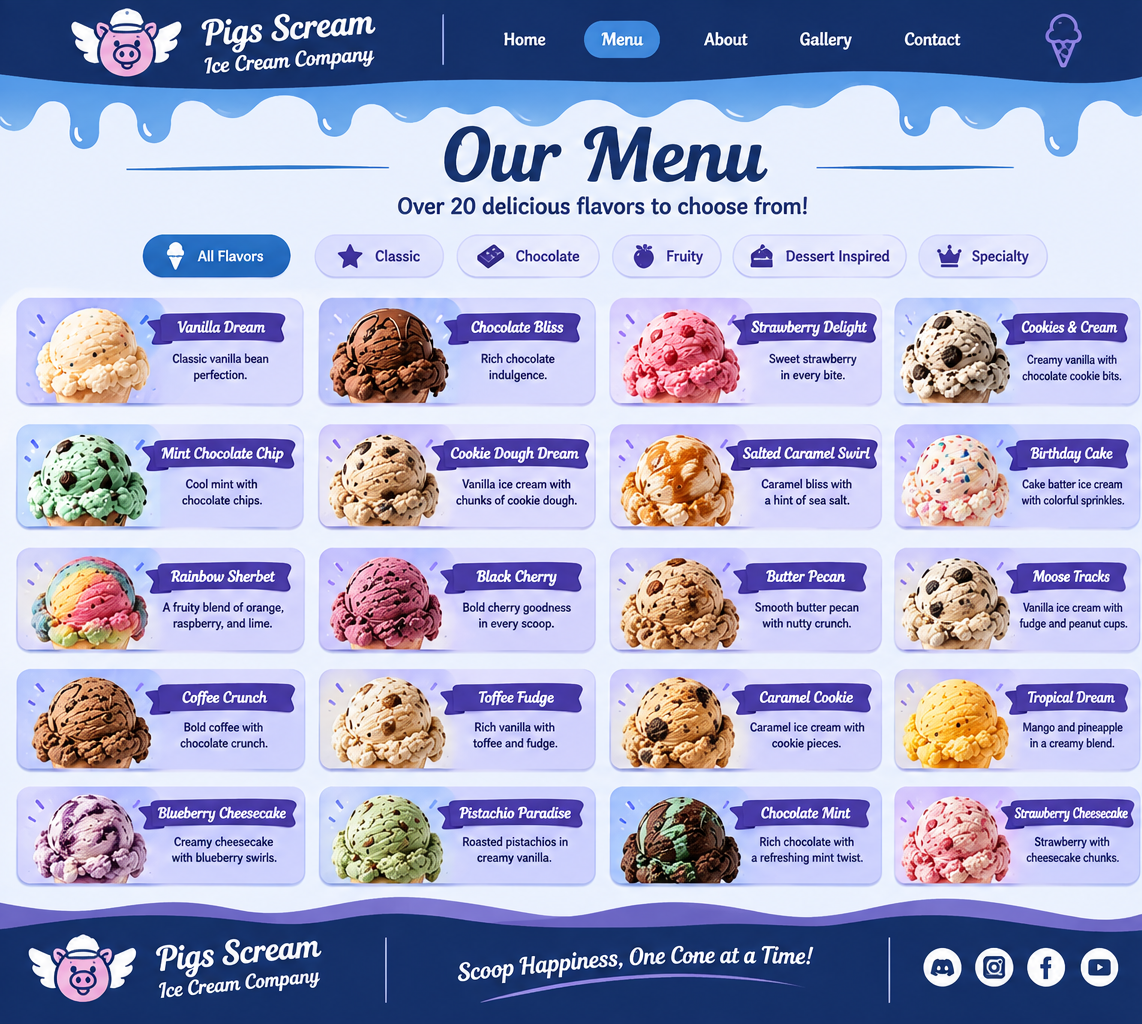 Pigs Scream
Ice Cream Company
Home
Menu
About
Gallery
Contact
Our Menu
Over 20 delicious flavors to choose from!
All Flavors
Classic
Chocolate
Fruity
Dessert Inspired
Specialty
Vanilla Dream
Classic vanilla bean
perfection.
Chocolate Bliss
Rich chocolate
indulgence.
Strawberry Delight
Sweet strawberry
in every bite.
Cookies & Cream
Creamy vanilla with
chocolate cookie bits.
Mint Chocolate Chip
Cool mint with
chocolate chips.
Cookie Dough Dream
Vanilla ice cream with
chunks of cookie dough.
Salted Caramel Swirl
Caramel bliss with
a hint of sea salt.
Birthday Cake
Cake batter ice cream
with colorful sprinkles.
Rainbow Sherbet
A fruity blend of orange,
raspberry, and lime.
Black Cherry
Bold cherry goodness
in every scoop.
Butter Pecan
Smooth butter pecan
with nutty crunch.
Moose Tracks
Vanilla ice cream with
fudge and peanut cups.
Coffee Crunch
Bold coffee with
chocolate crunch.
Toffee Fudge
Rich vanilla with
toffee and fudge.
Caramel Cookie
Caramel ice cream with
cookie pieces.
Tropical Dream
Mango and pineapple
in a creamy blend.
Blueberry Cheesecake
Creamy cheesecake
with blueberry swirls.
Pistachio Paradise
Roasted pistachios in
creamy vanilla.
Chocolate Mint
Rich chocolate with
a refreshing mint twist.
Strawberry Cheesecake
Strawberry with
cheesecake chunks.
Pigs Scream
Ice Cream Company
Scoop Happiness, One Cone at a Time!